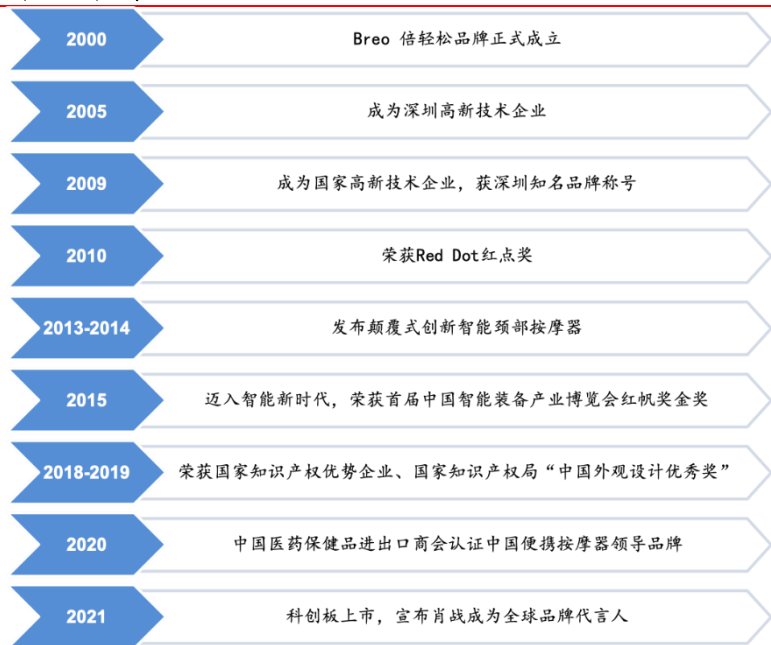 2000 Breo 倍轻松品牌正式成立
2005 成为深圳高新技术企业
2009 成为国家高新技术企业，获深圳知名品牌称号
2010 荣获Red Dot红点奖
2013-2014 发布颠覆式创新智能颈部按摩器
2015 迈入智能新时代，荣获首届中国智能装备产业博览会红帆奖金奖
2018-2019 荣获国家知识产权优势企业、国家知识产权局“中国外观设计优秀奖”
2020 中国医药保健品进出口商会认证中国便携按摩器领导品牌
2021 科创板上市，宣布肖战成为全球品牌代言人